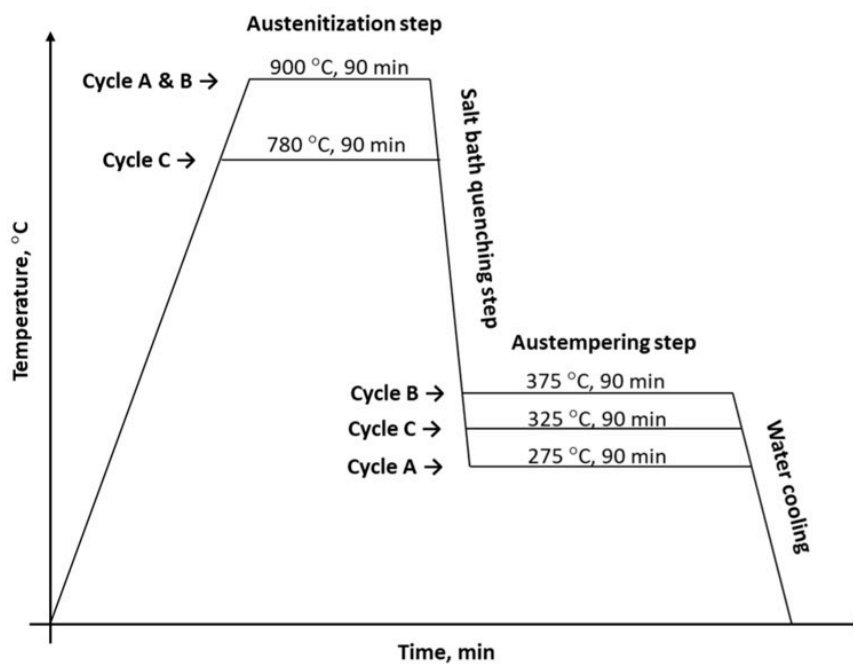 Austenitization step
Cycle A & B →
900 °C, 90 min
Cycle C →
780 °C, 90 min
Salt bath quenching step
Temperature, °C
Austempering step
Cycle B →
375 °C, 90 min
Cycle C →
325 °C, 90 min
Cycle A →
275 °C, 90 min
Water cooling
Time, min